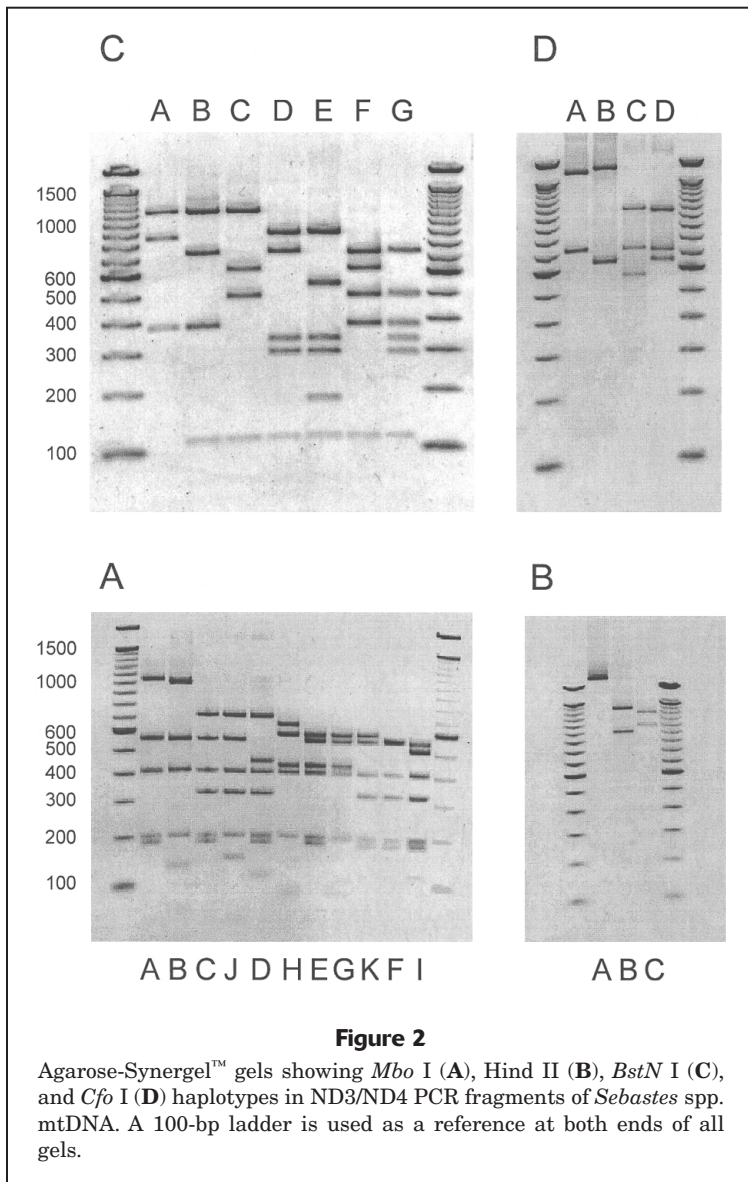 C
A B C D E F G
1500
1000
600
500
400
300
200
100
D
A B C D
A
1500
1000
600
500
400
300
200
100
A B C J D H E G K F I
B
A B C
Figure 2
Agarose-Synergel™ gels showing Mbo I (A), Hind II (B), BstN I (C),
and Cfo I (D) haplotypes in ND3/ND4 PCR fragments of Sebastes spp.
mtDNA. A 100-bp ladder is used as a reference at both ends of all
gels.